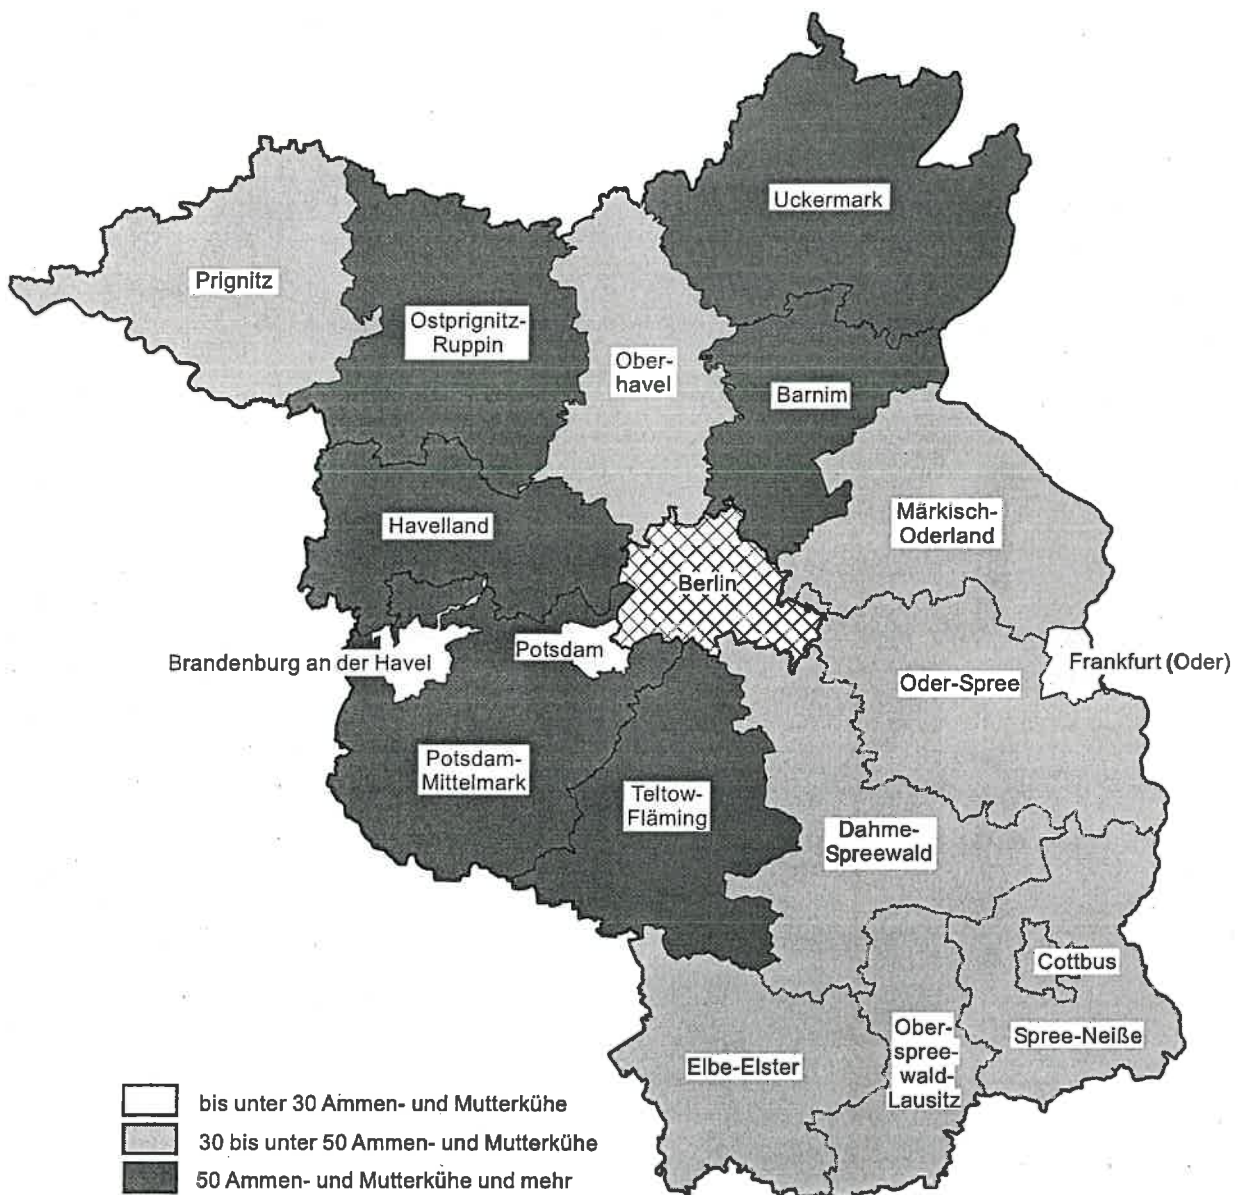 Uckermark
Prignitz
Ostprignitz-
Ruppin
Ober-
havel
Barnim
Havelland
Märkisch-
Oderland
Berlin
Brandenburg an der Havel
Potsdam
Oder-Spree
Frankfurt (Oder)
Potsdam-
Mittelmark
Teltow-
Fläming
Dahme-
Spreewald
Cottbus
Spree-Neiße
Elbe-Elster
Ober-
spree-
wald-
Lausitz
bis unter 30 Ammen- und Mutterkühe
30 bis unter 50 Ammen- und Mutterkühe
50 Ammen- und Mutterkühe und mehr